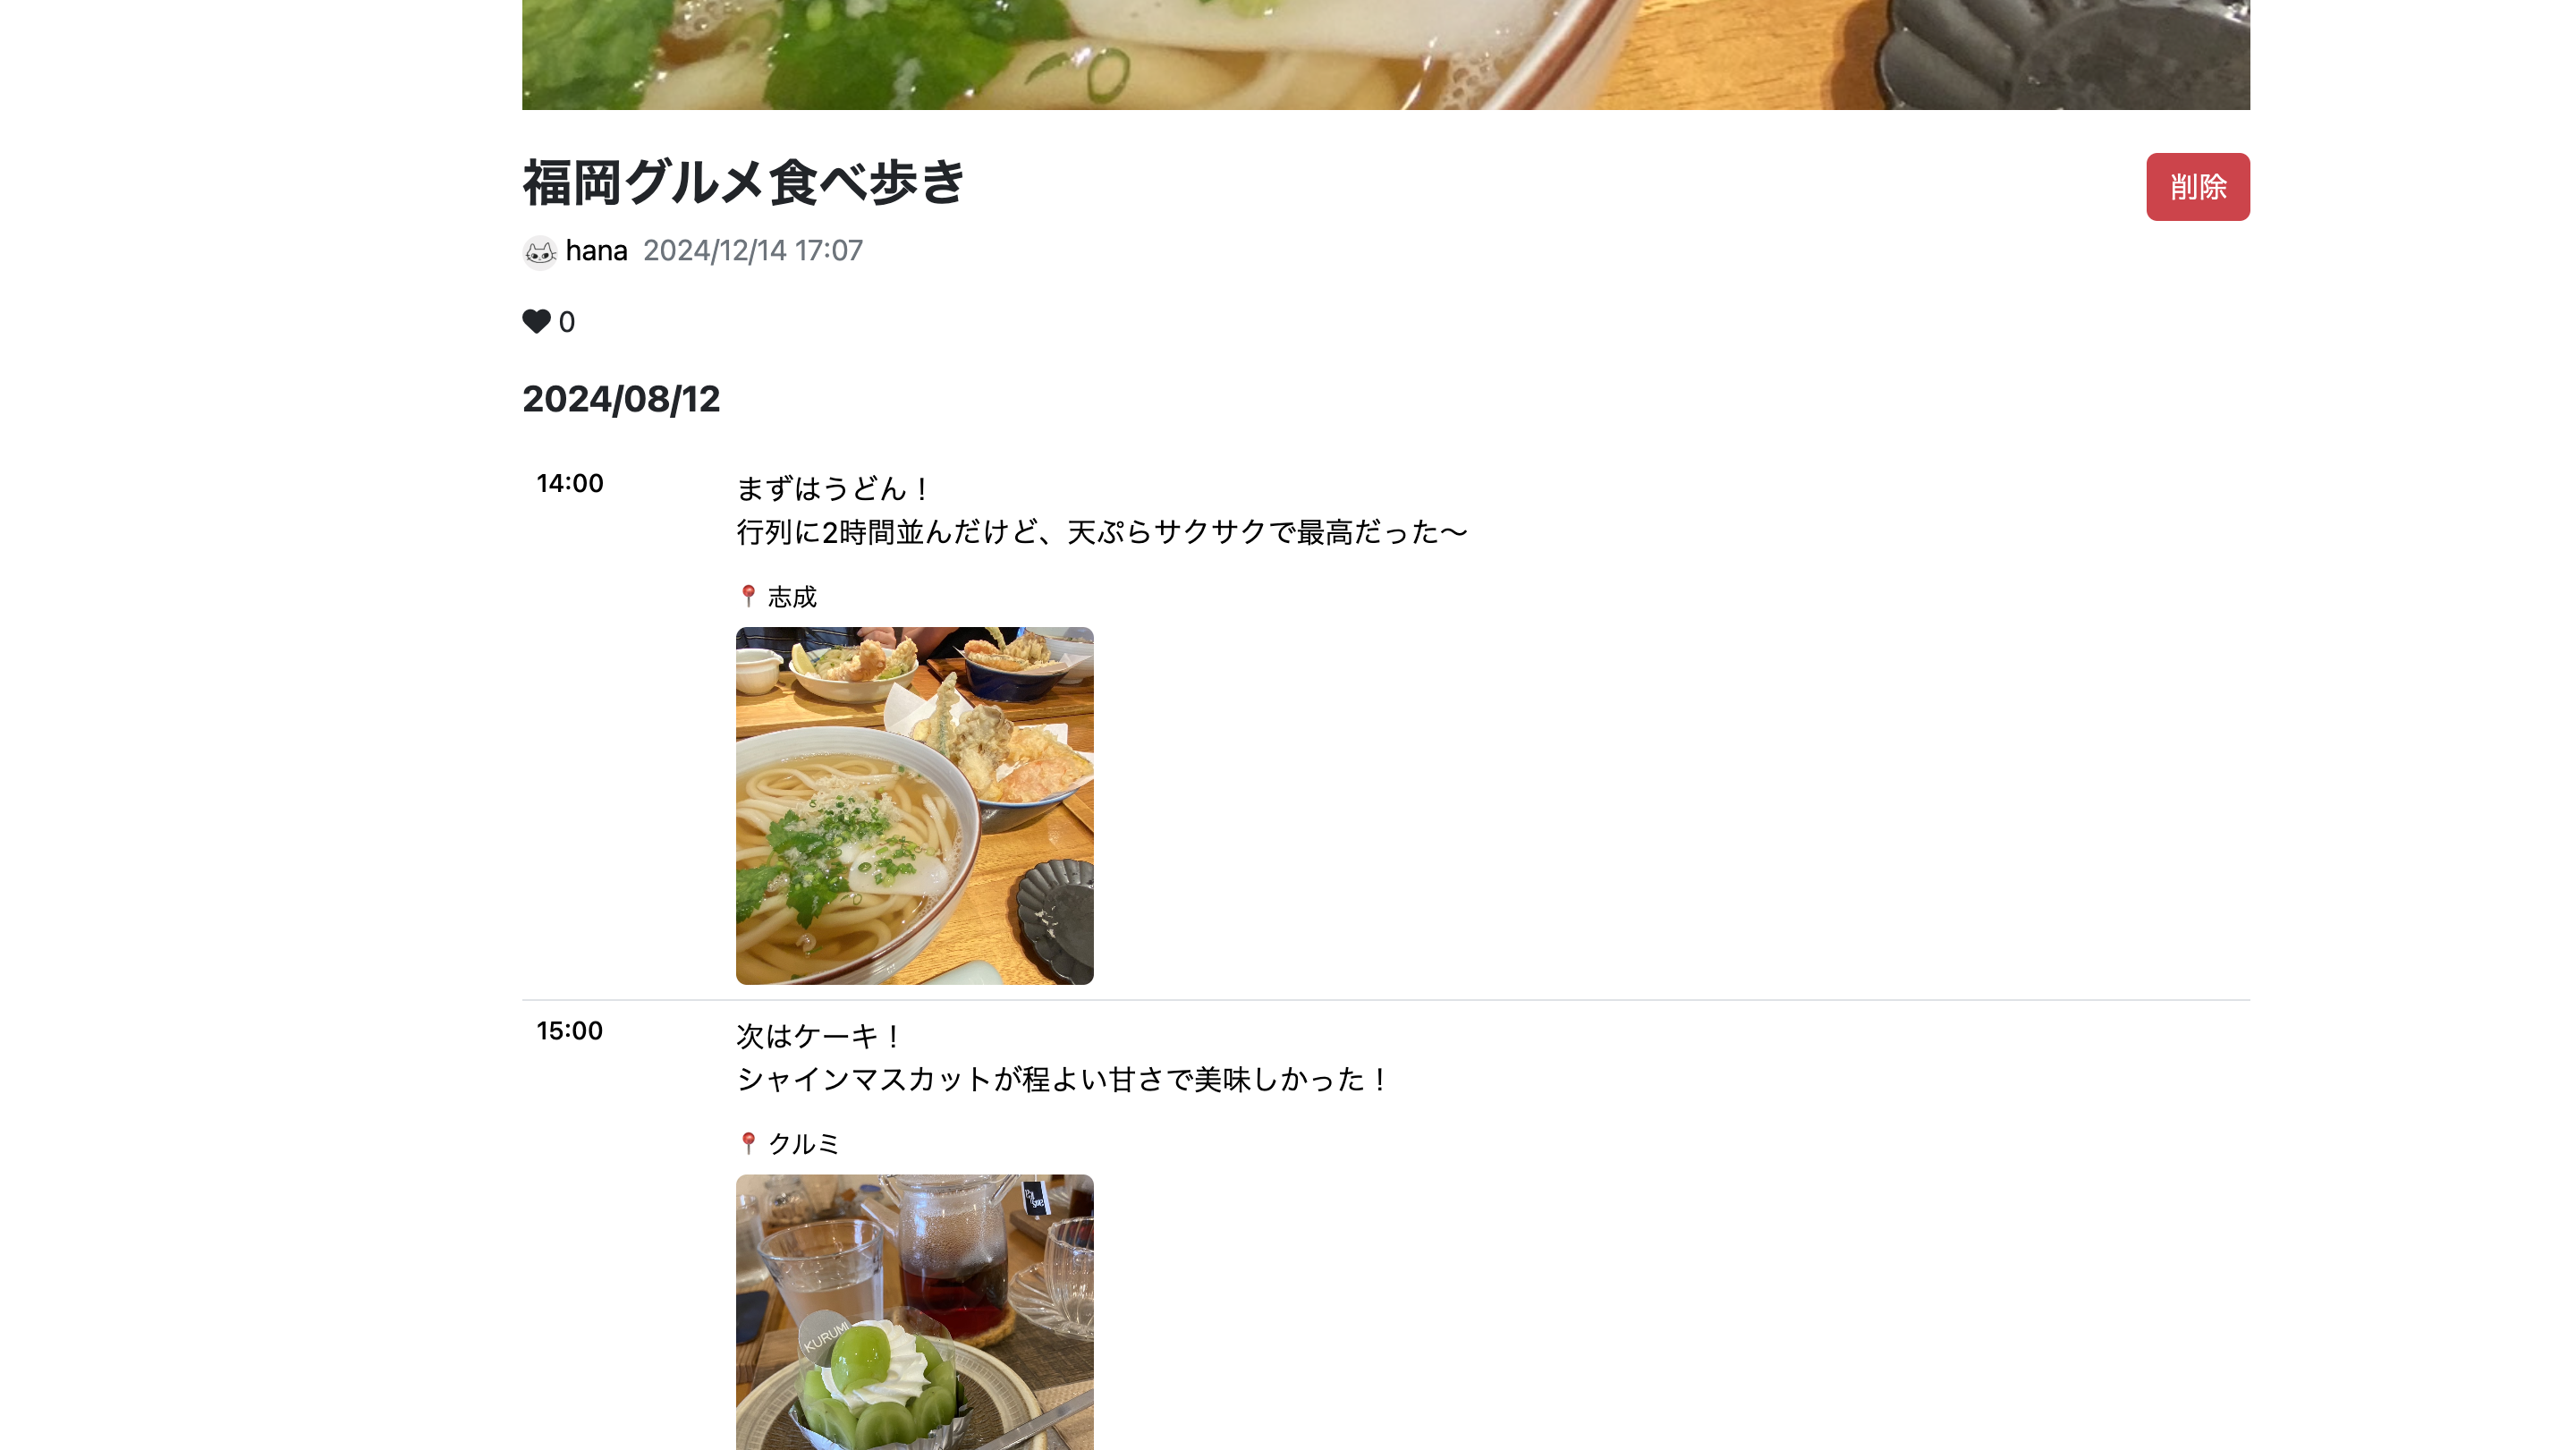 福岡グルメ食べ歩き
削除
hana 2024/12/14 17:07
0
2024/08/12
14:00
まずはうどん！
行列に2時間並んだけど、天ぷらサクサクで最高だった〜
📍 志成
15:00
次はケーキ！
シャインマスカットが程よい甘さで美味しかった！
📍 クルミ
KURUMI